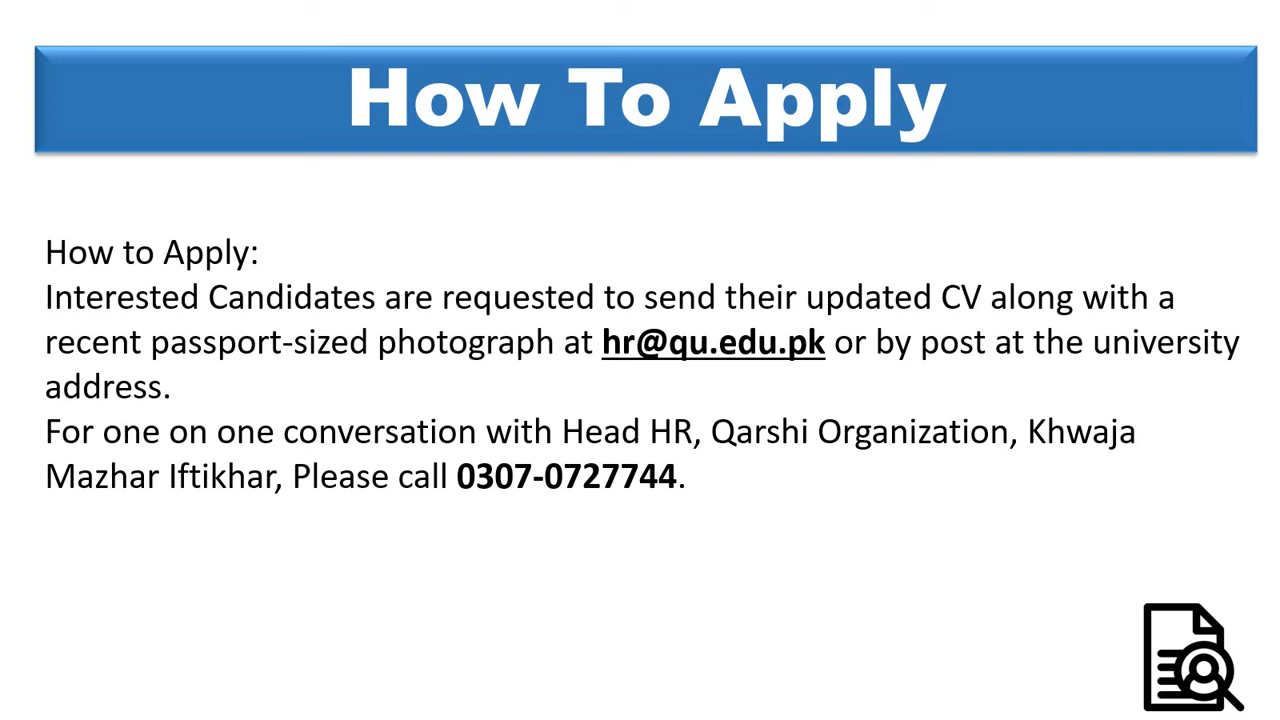 How To Apply
How to Apply:
Interested Candidates are requested to send their updated CV along with a
recent passport-sized photograph at hr@qu.edu.pk or by post at the university
address.
For one on one conversation with Head HR, Qarshi Organization, Khwaja
Mazhar Iftikhar, Please call 0307-0727744.